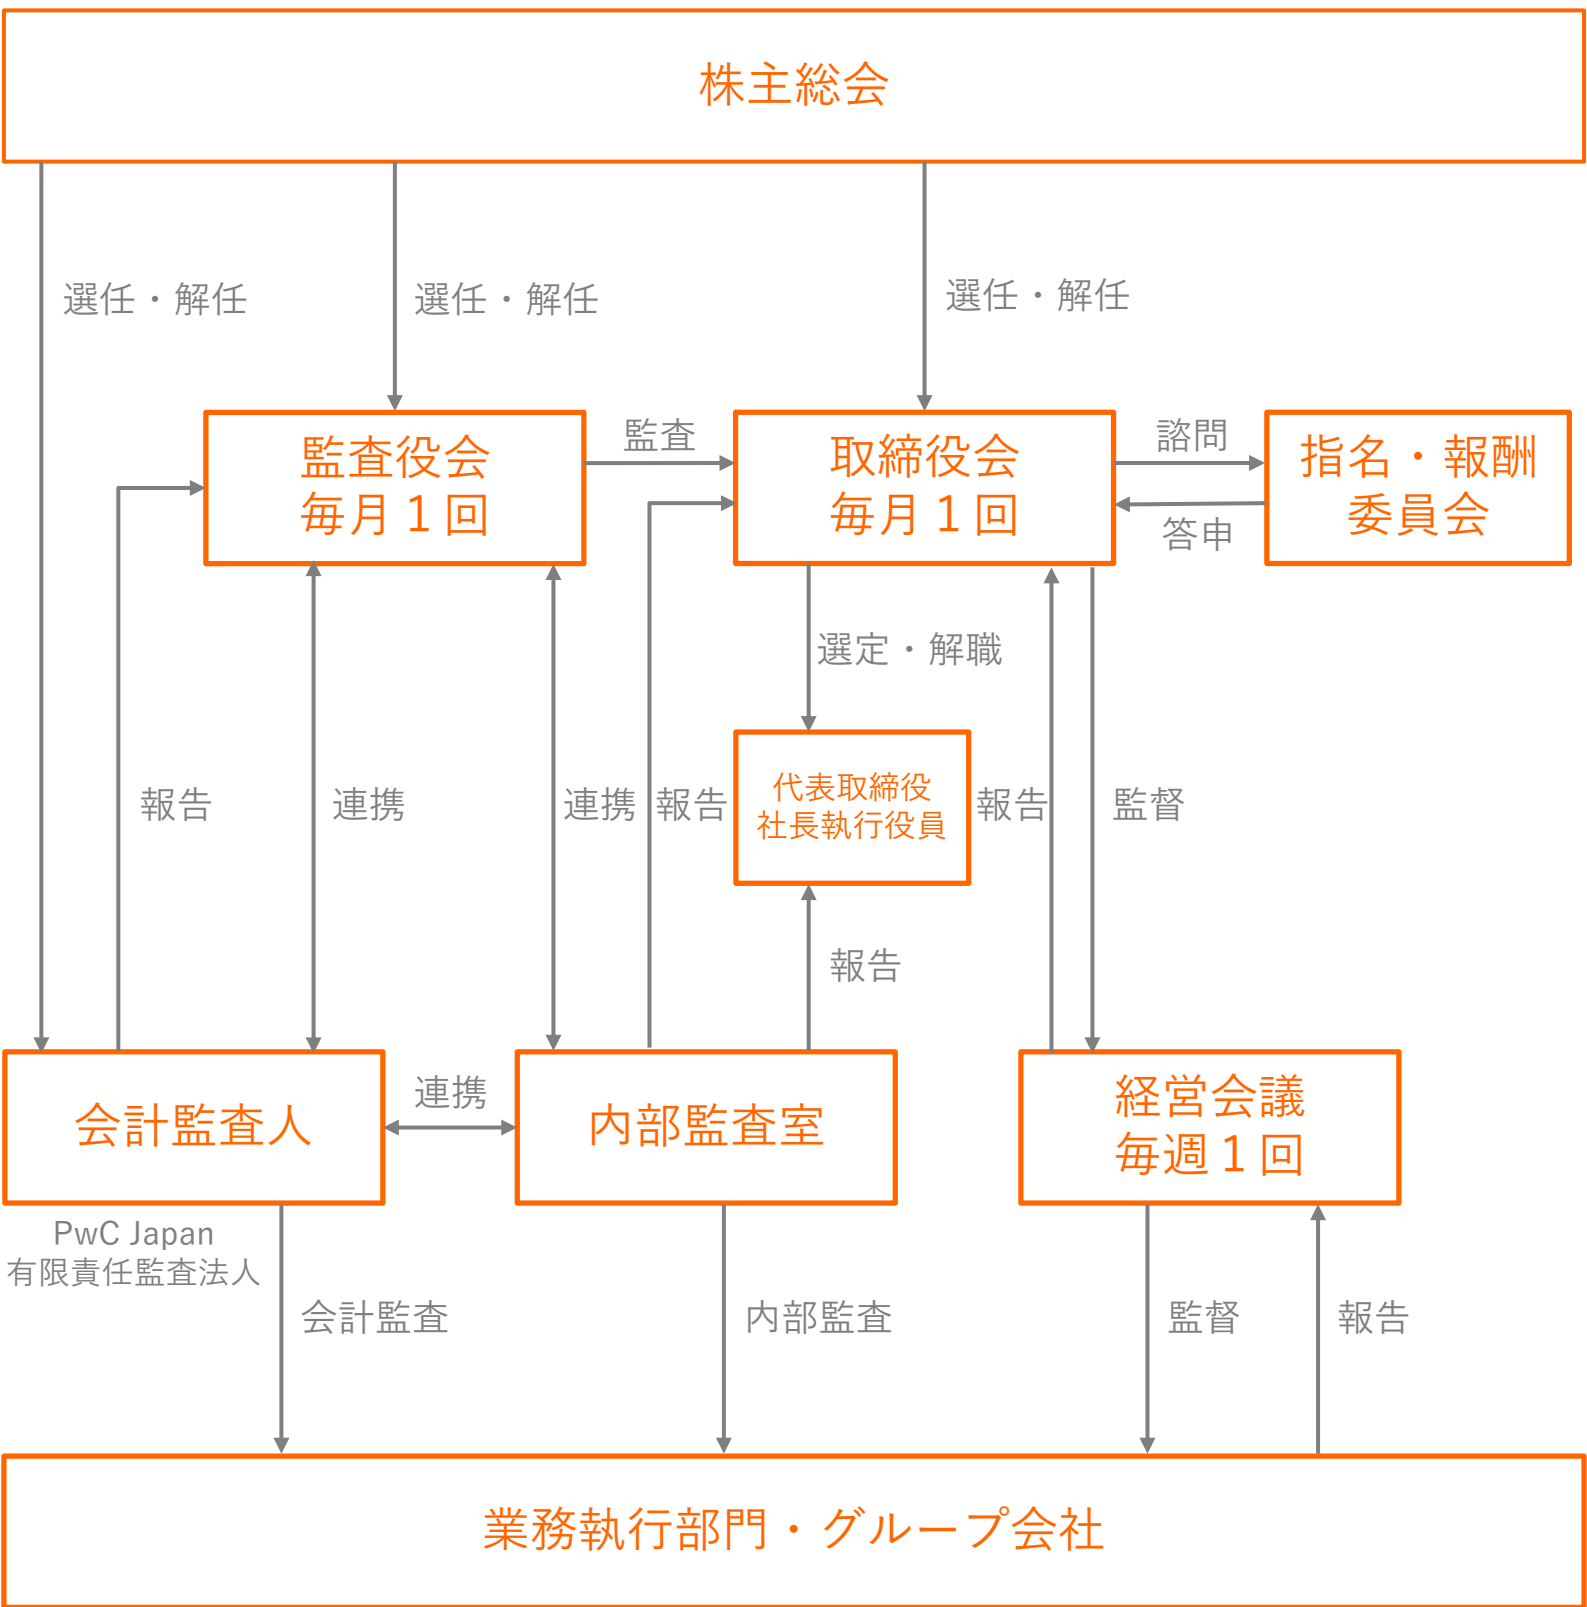 株主総会
選任・解任
選任・解任
選任・解任
監査役会
毎月１回
監査
取締役会
毎月１回
諮問
答申
指名・報酬
委員会
選定・解職
報告
連携
連携
報告
代表取締役
社長執行役員
報告
監督
報告
会計監査人
連携
内部監査室
経営会議
毎週１回
PwC Japan
有限責任監査法人
会計監査
内部監査
監督
報告
業務執行部門・グループ会社